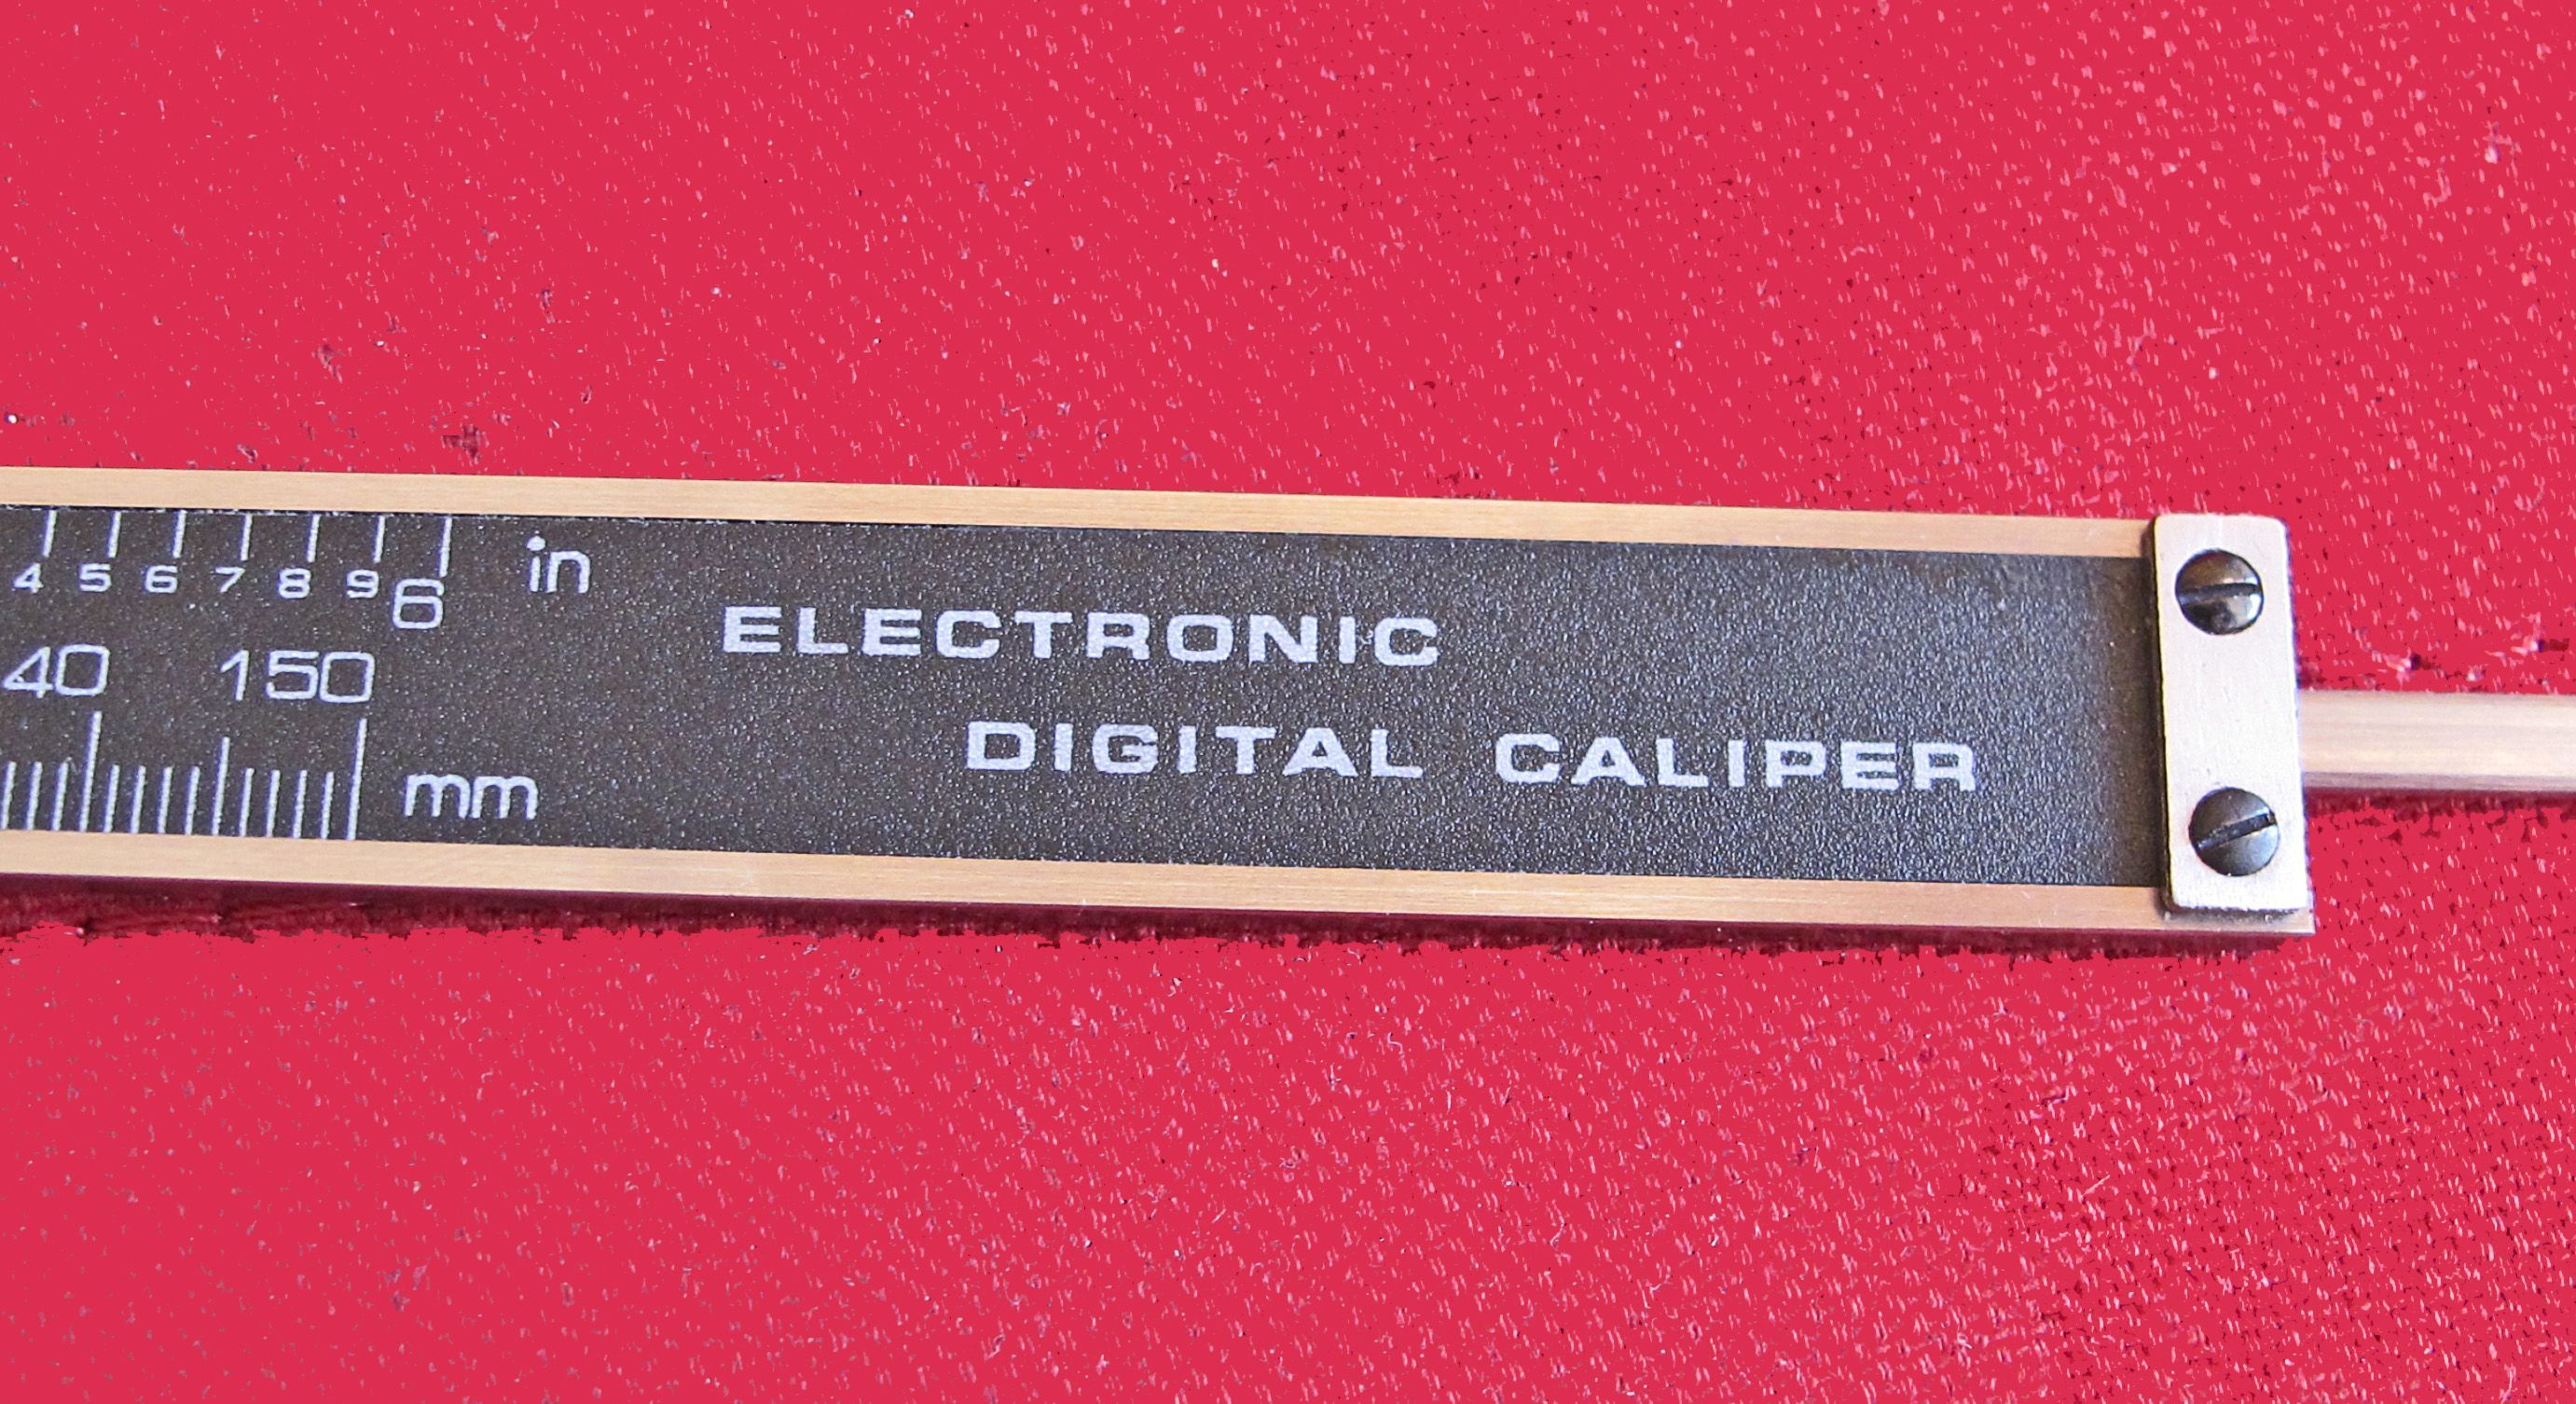 4 5 6 7 8 9 6 in
40 150
mm
ELECTRONIC
DIGITAL CALIPER